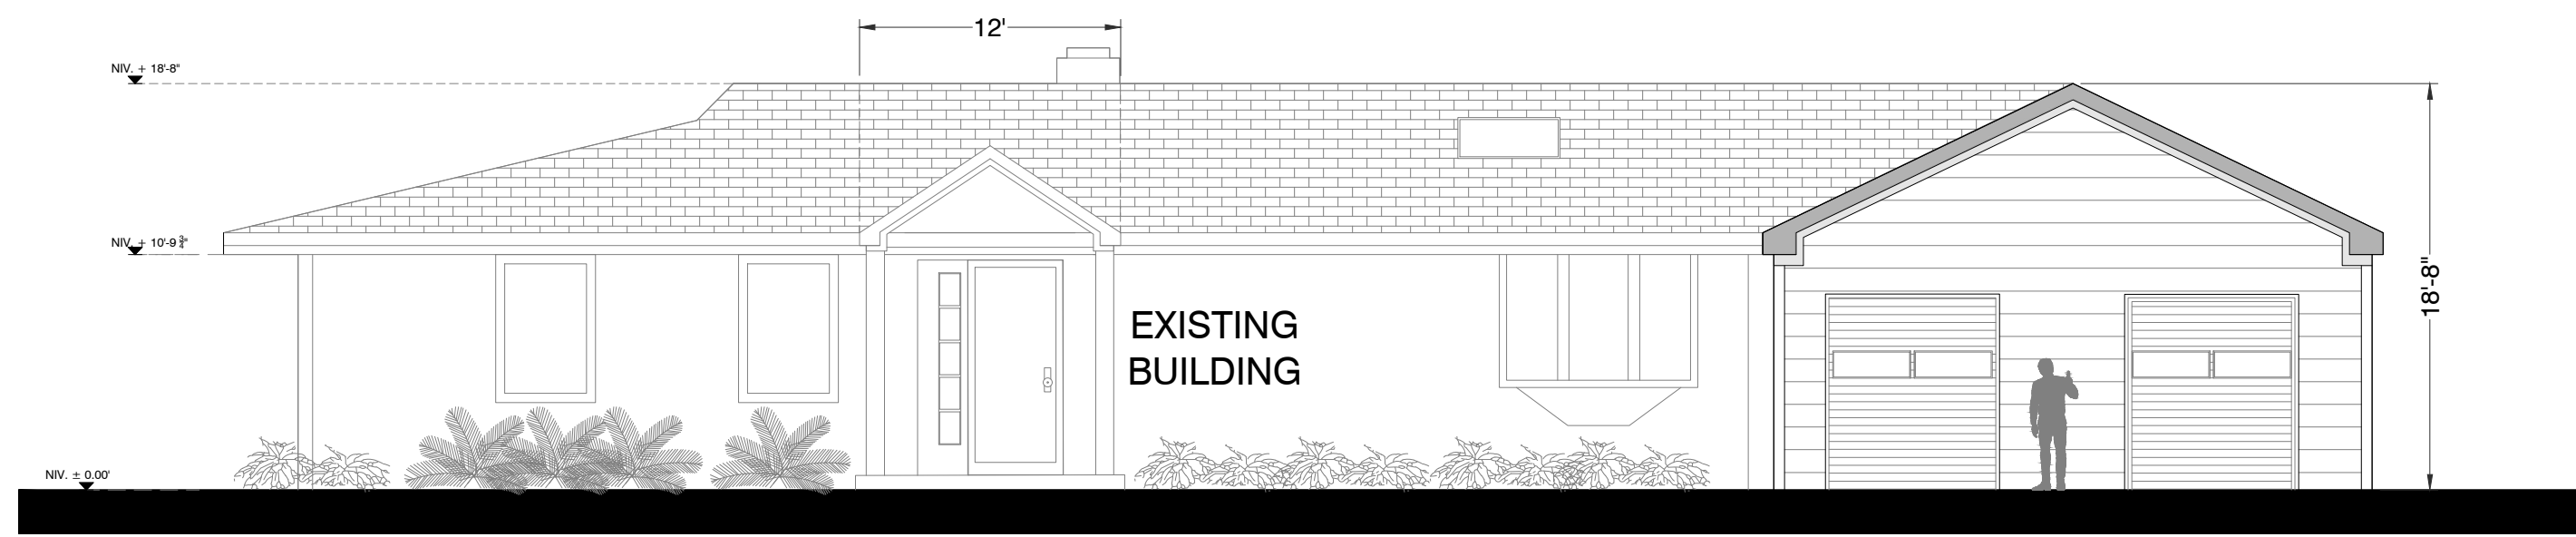 12'
NIV. + 18'-8"
NIV. + 10'-9 3/4"
18'-8"
EXISTING
BUILDING
NIV. ± 0.00'